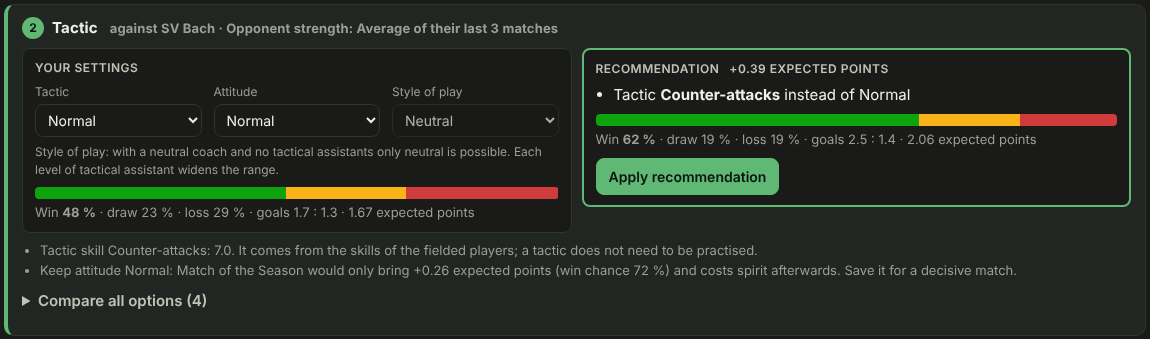 2 Tactic against SV Bach · Opponent strength: Average of their last 3 matches
YOUR SETTINGS
Tactic Attitude Style of play
Normal Normal Neutral
Style of play: with a neutral coach and no tactical assistants only neutral is possible. Each
level of tactical assistant widens the range.
Win 48 % · draw 23 % · loss 29 % · goals 1.7 : 1.3 · 1.67 expected points
RECOMMENDATION +0.39 EXPECTED POINTS
• Tactic Counter-attacks instead of Normal
Win 62 % · draw 19 % · loss 19 % · goals 2.5 : 1.4 · 2.06 expected points
Apply recommendation
• Tactic skill Counter-attacks: 7.0. It comes from the skills of the fielded players; a tactic does not need to be practised.
• Keep attitude Normal: Match of the Season would only bring +0.26 expected points (win chance 72 %) and costs spirit afterwards. Save it for a decisive match.
▶ Compare all options (4)